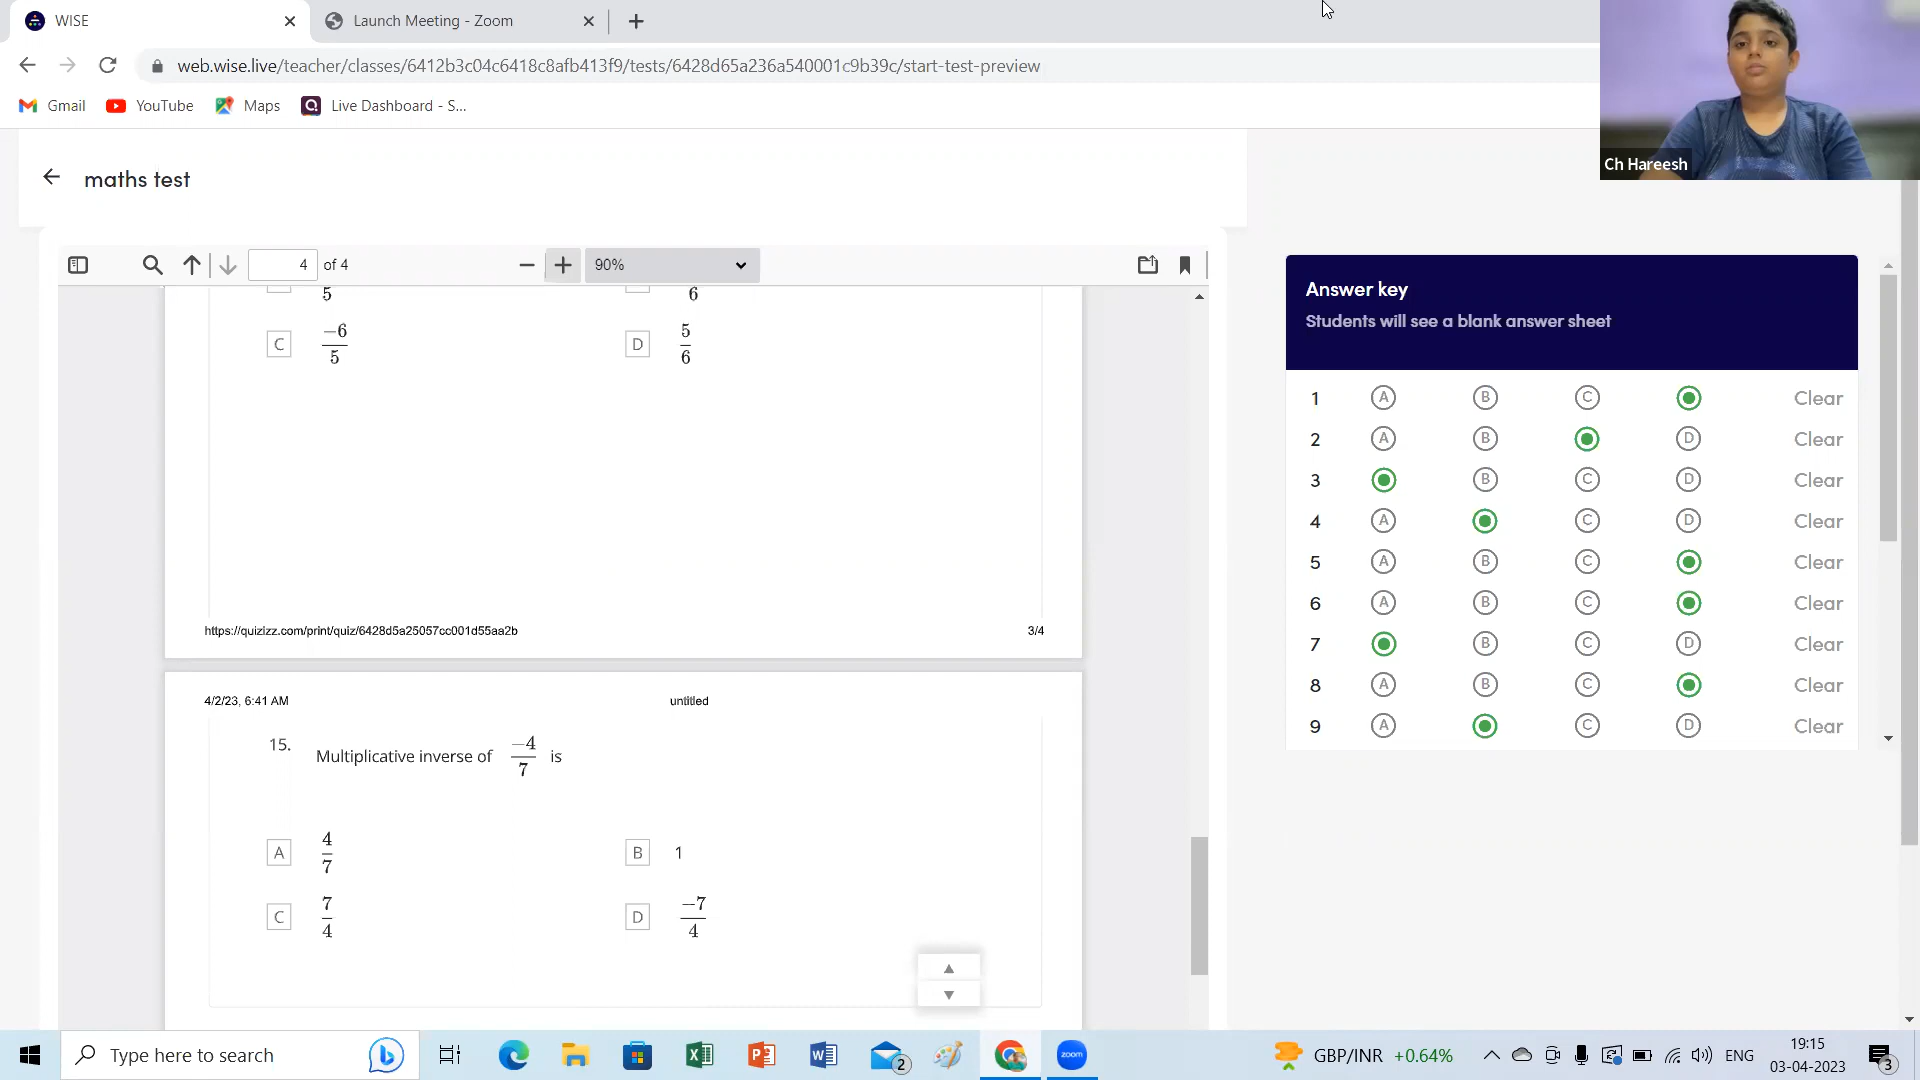 WISE
Launch Meeting - Zoom
web.wise.live/teacher/classes/6412b3c04c6418c8afb413f9/tests/6428d65a236a540001c9b39c/start-test-preview
Gmail YouTube Maps Live Dashboard - S...
Ch Hareesh
maths test
4 of 4
90%
5 6
C −6/5 D 5/6
https://quizizz.com/print/quiz/6428d5a25057cc001d55aa2b 3/4
4/2/23, 6:41 AM untitled
15. Multiplicative inverse of −4/7 is
A 4/7 B 1
C 7/4 D −7/4
Answer key
Students will see a blank answer sheet
1 A B C Clear
2 A B D Clear
3 B C D Clear
4 A C D Clear
5 A B C Clear
6 A B C Clear
7 B C D Clear
8 A B C Clear
9 A C D Clear
Type here to search
zoom
2
GBP/INR +0.64%
ENG
19:15
03-04-2023
3